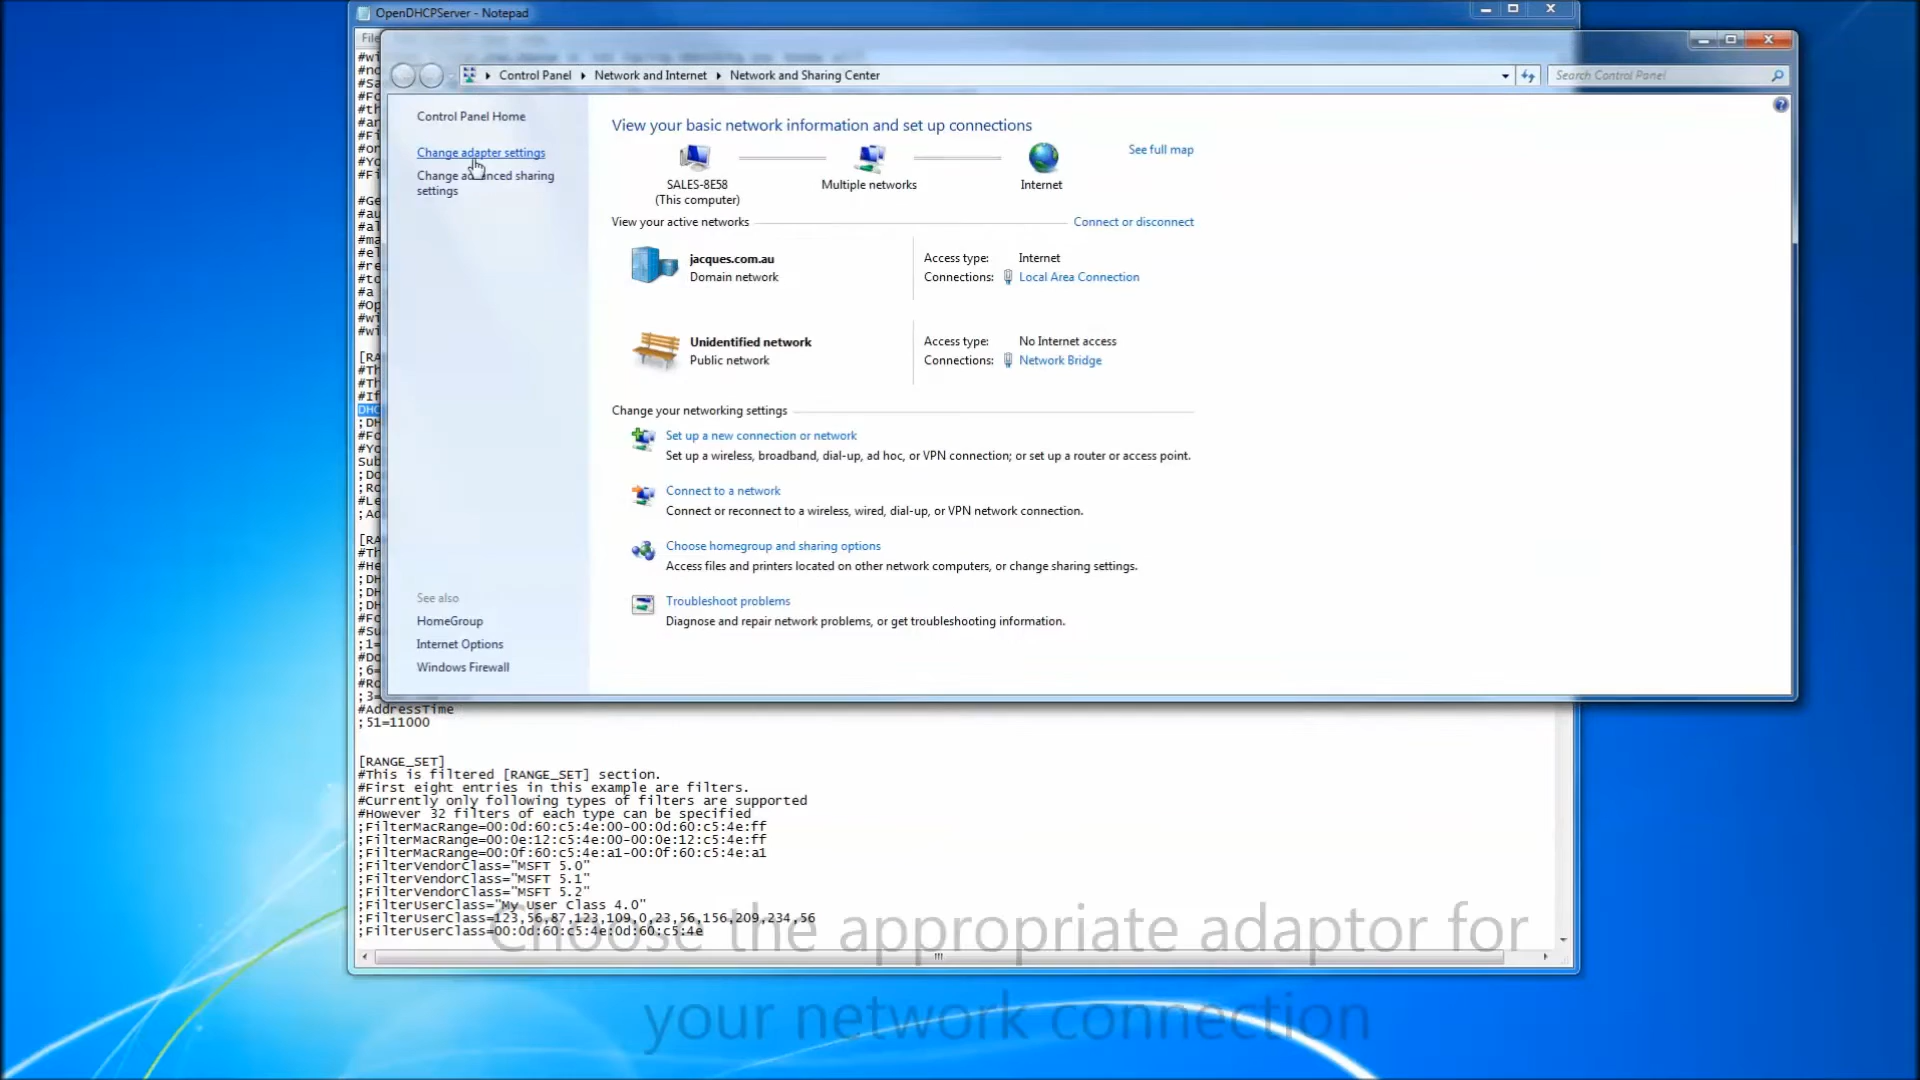 OpenDHCPServer - Notepad
File
Control Panel
Network and Internet
Network and Sharing Center
Search Control Panel
Control Panel Home
Change adapter settings
Change advanced sharing
settings
See also
HomeGroup
Internet Options
Windows Firewall
View your basic network information and set up connections
See full map
SALES-8E58
(This computer)
Multiple networks
Internet
View your active networks
Connect or disconnect
jacques.com.au
Domain network
Access type: Internet
Connections: Local Area Connection
Unidentified network
Public network
Access type: No Internet access
Connections: Network Bridge
Change your networking settings
Set up a new connection or network
Set up a wireless, broadband, dial-up, ad hoc, or VPN connection; or set up a router or access point.
Connect to a network
Connect or reconnect to a wireless, wired, dial-up, or VPN network connection.
Choose homegroup and sharing options
Access files and printers located on other network computers, or change sharing settings.
Troubleshoot problems
Diagnose and repair network problems, or get troubleshooting information.
#AddressTime
;51=11000
[RANGE_SET]
#This is filtered [RANGE_SET] section.
#First eight entries in this example are filters.
#Currently only following types of filters are supported
#However 32 filters of each type can be specified
;FilterMacRange=00:0d:60:c5:4e:00-00:0d:60:c5:4e:ff
;FilterMacRange=00:0e:12:c5:4e:00-00:0e:12:c5:4e:ff
;FilterMacRange=00:0f:60:c5:4e:a1-00:0f:60:c5:4e:a1
;FilterVendorClass="MSFT 5.0"
;FilterVendorClass="MSFT 5.1"
;FilterVendorClass="MSFT 5.2"
;FilterUserClass="My User Class 4.0"
;FilterUserClass=123,56,87,123,109,0,23,56,156,209,234,56
;FilterUserClass=00:0d:60:c5:4e:0d:60:c5:4e
Choose the appropriate adaptor for
your network connection